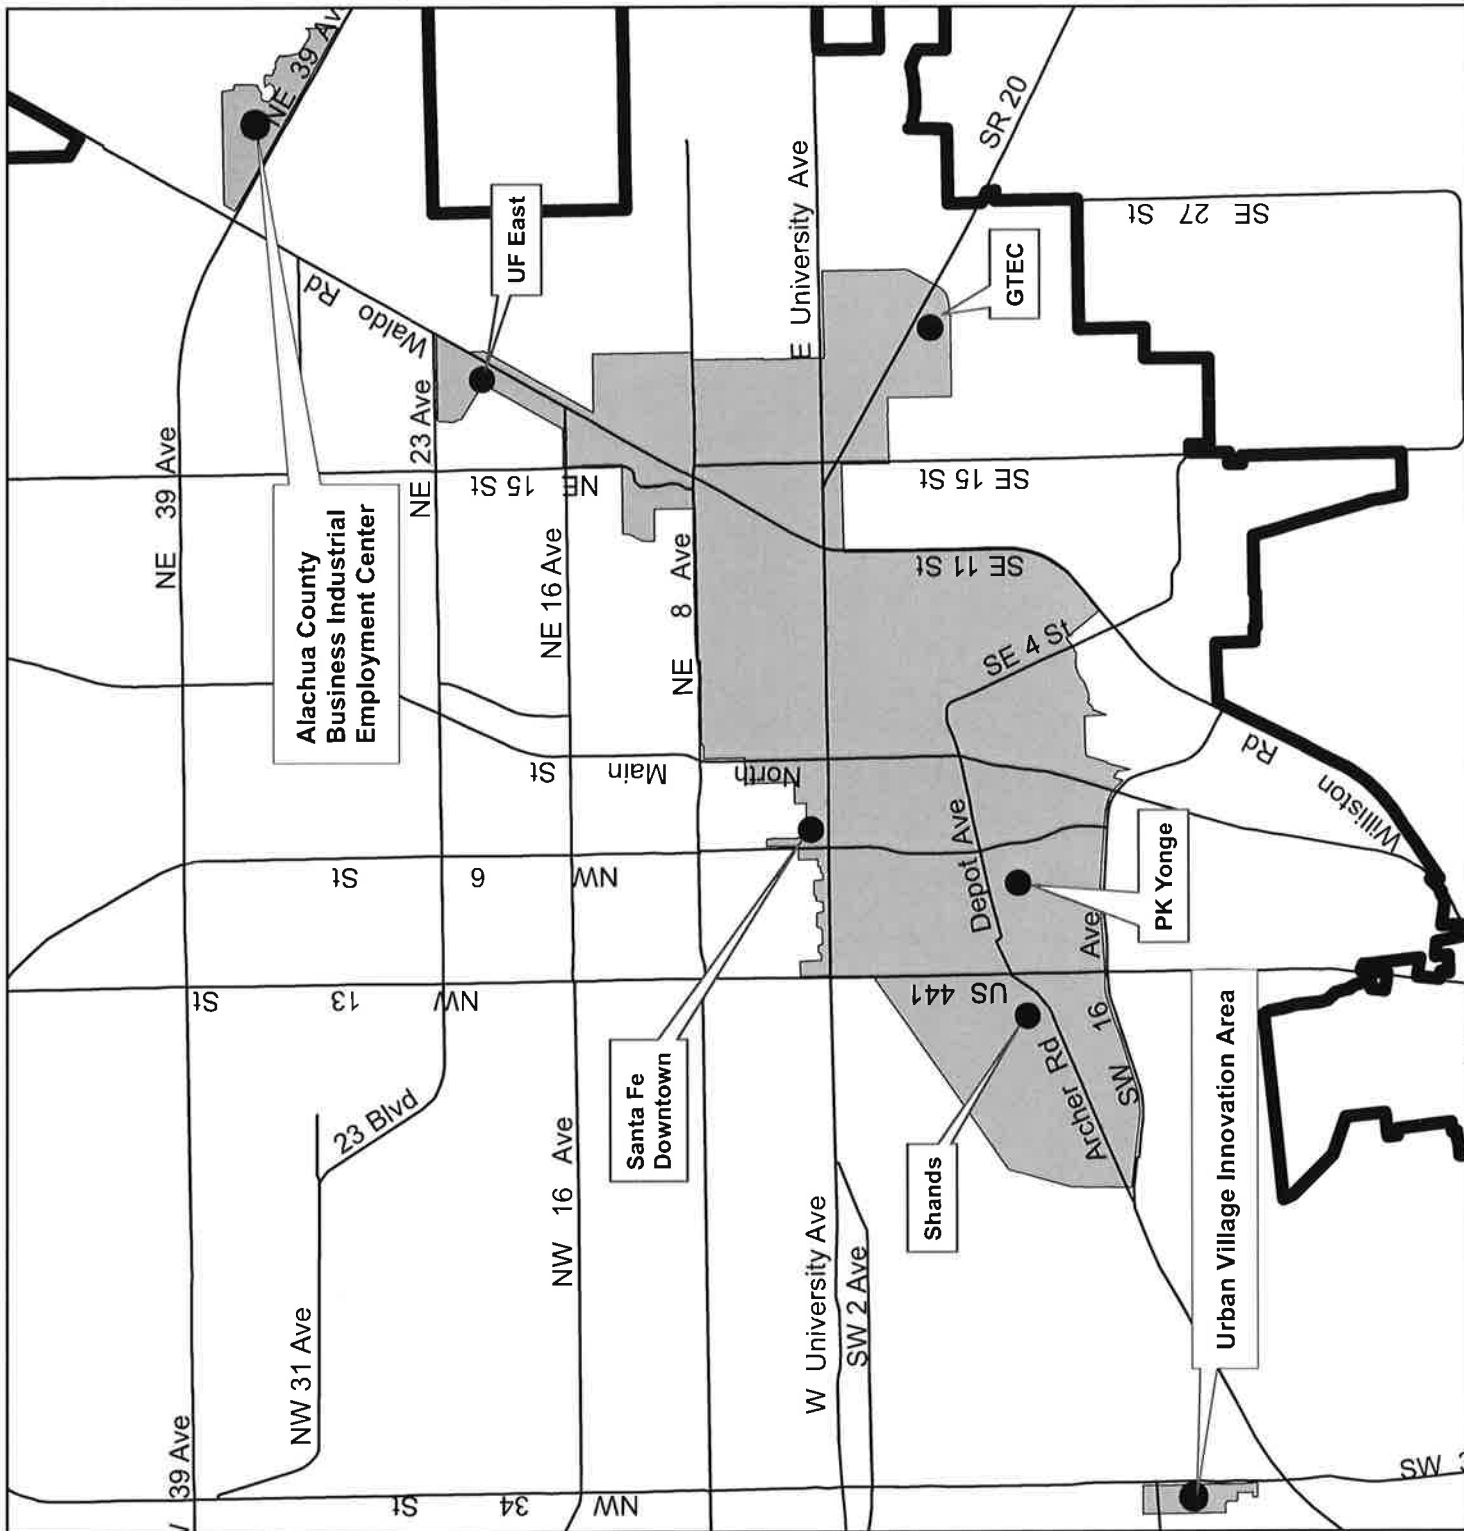 NE 39 Ave
Alachua County
Business Industrial
Employment Center
NE 39 Ave
Waldo Rd
UF East
NE 23 Ave
NE 15 St
NE 16 Ave
NE 8 Ave
E University Ave
SR 20
GTEC
SE 27 St
SE 15 St
SE 11 St
SE 4 St
North Main St
NW 6 St
NW 13 St
23 Blvd
NW 31 Ave
39 Ave
NW 34 St
NW 16 Ave
Santa Fe
Downtown
W University Ave
SW 2 Ave
US 441
Depot Ave
PK Yonge
SW 16 Ave
Archer Rd
Shands
Williston Rd
Urban Village Innovation Area
SW